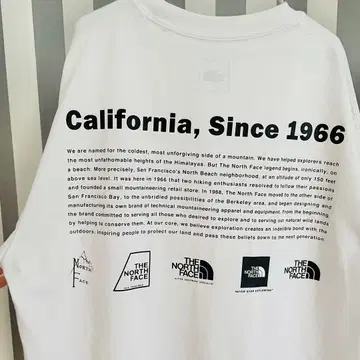 California, Since 1966
We are named for the coldest, most unforgiving side of a mountain. We have helped explorers reach
the most unfathomable heights of the Himalayas. But The North Face legend begins, ironically, on
a beach. More precisely, San Francisco's North Beach neighborhood, at an altitude of only 150 feet
above sea level. It was here in 1966 that two hiking enthusiasts resolved to follow their passions
and founded a small mountaineering retail store. In 1968, The North Face moved to the other side of
San Francisco Bay, to the unbridled possibilities of the Berkeley area, and began designing and
manufacturing its own brand of technical mountaineering apparel and equipment, from the beginning,
the brand committed to serving all those who desired to explore and to serving our natural wild lands
by helping to conserve them. At our core, we believe exploration creates an indelible bond with the
outdoors, inspiring people to protect our land and pass these beliefs down to the next generation.
NORTH
FACE
THE
NORTH
FACE
THE
NORTH
FACE
THE
NORTH
FACE
THE
NORTH
FACE